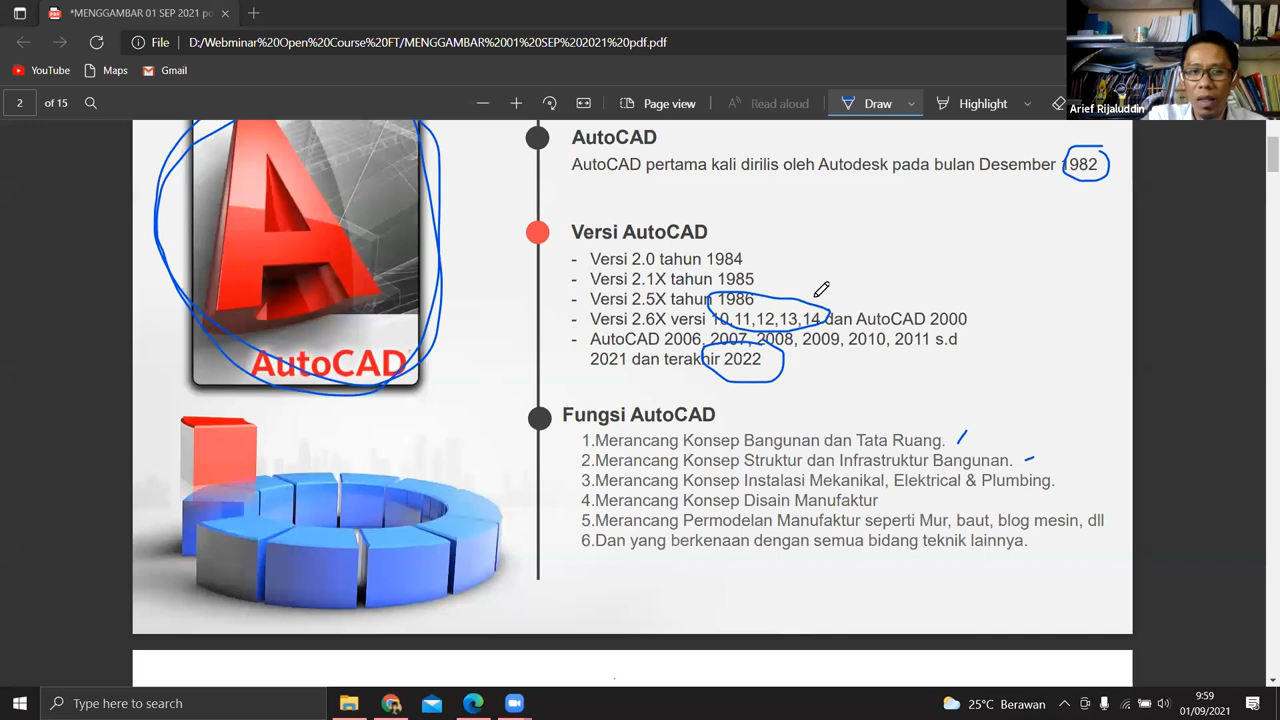 *MENGGAMBAR 01 SEP 2021 pd
File D:/Webminar%20Open%20Course%20FT/MENGGAMBAR%2001%20SEP%202021%20pdf.pdf
YouTube Maps Gmail
2 of 15 Page view Read aloud Draw Highlight
Arief Rijaluddin
AutoCAD
AutoCAD pertama kali dirilis oleh Autodesk pada bulan Desember 1982
Versi AutoCAD
- Versi 2.0 tahun 1984
- Versi 2.1X tahun 1985
- Versi 2.5X tahun 1986
- Versi 2.6X versi 10,11,12,13,14 dan AutoCAD 2000
- AutoCAD 2006, 2007, 2008, 2009, 2010, 2011 s.d
2021 dan terakhir 2022
A
AutoCAD
Fungsi AutoCAD
1.Merancang Konsep Bangunan dan Tata Ruang.
2.Merancang Konsep Struktur dan Infrastruktur Bangunan.
3.Merancang Konsep Instalasi Mekanikal, Elektrical & Plumbing.
4.Merancang Konsep Disain Manufaktur
5.Merancang Permodelan Manufaktur seperti Mur, baut, blog mesin, dll
6.Dan yang berkenaan dengan semua bidang teknik lainnya.
Type here to search
25°C Berawan
9:59
01/09/2021